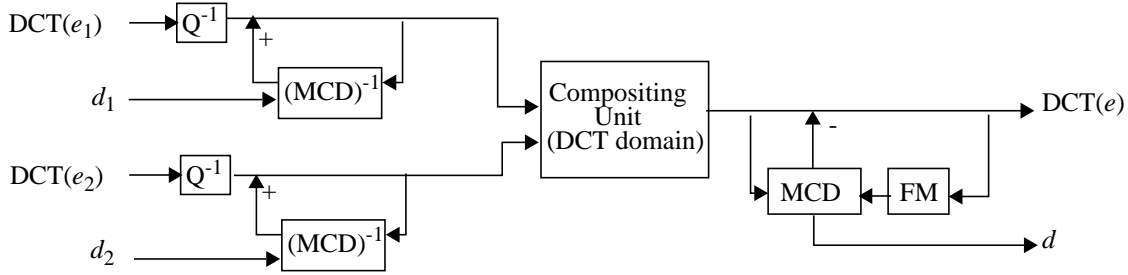 DCT(e₁)
Q⁻¹
+
(MCD)⁻¹
d₁
DCT(e₂)
Q⁻¹
+
(MCD)⁻¹
d₂
Compositing
Unit
(DCT domain)
DCT(e)
-
MCD
FM
d